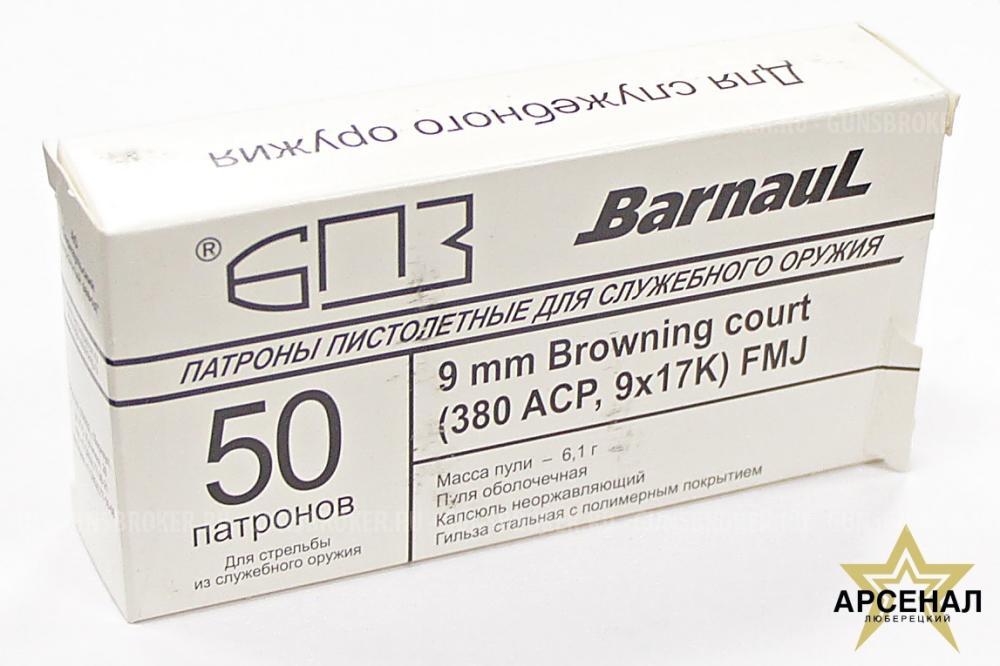 Для служебного оружия
® БПЗ
BarnauL
ПАТРОНЫ ПИСТОЛЕТНЫЕ ДЛЯ СЛУЖЕБНОГО ОРУЖИЯ
50
патронов
Для стрельбы
из служебного оружия
9 mm Browning court
(380 ACP, 9x17K) FMJ
Масса пули – 6,1 г
Пуля оболочечная
Капсюль неоржавляющий
Гильза стальная с полимерным покрытием
АРСЕНАЛ
ЛЮБЕРЕЦКИЙ